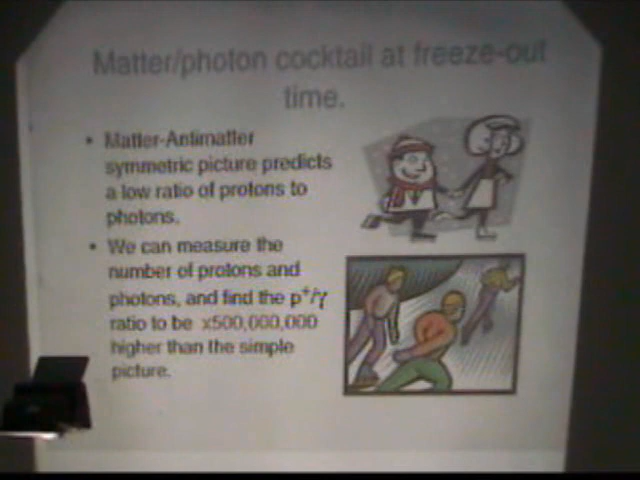 Matter/photon cocktail at freeze-out
time.
• Matter-Antimatter
symmetric picture predicts
a low ratio of protons to
photons.
• We can measure the
number of protons and
photons, and find the p⁺/γ
ratio to be x500,000,000
higher than the simple
picture.